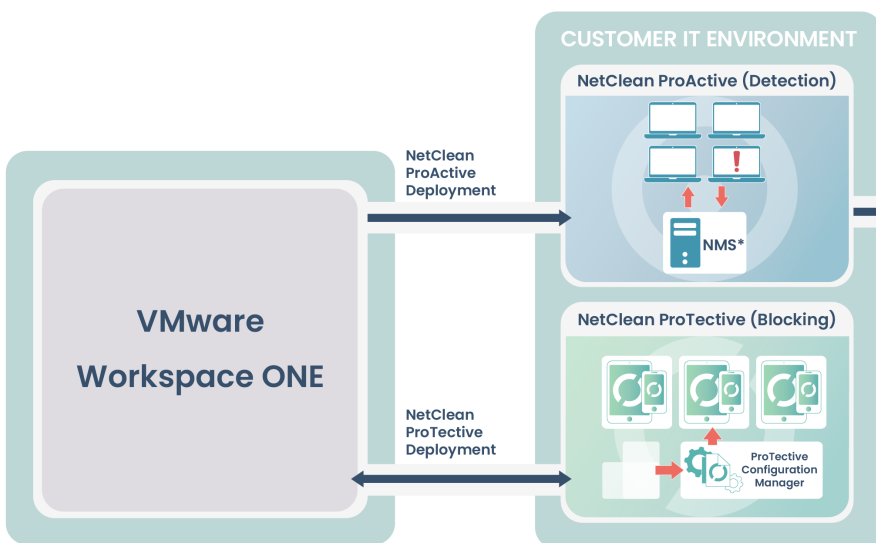 CUSTOMER IT ENVIRONMENT
NetClean ProActive (Detection)
NMS*
NetClean
ProActive
Deployment
VMware
Workspace ONE
NetClean ProTective (Blocking)
NetClean
ProTective
Deployment
ProTective
Configuration
Manager